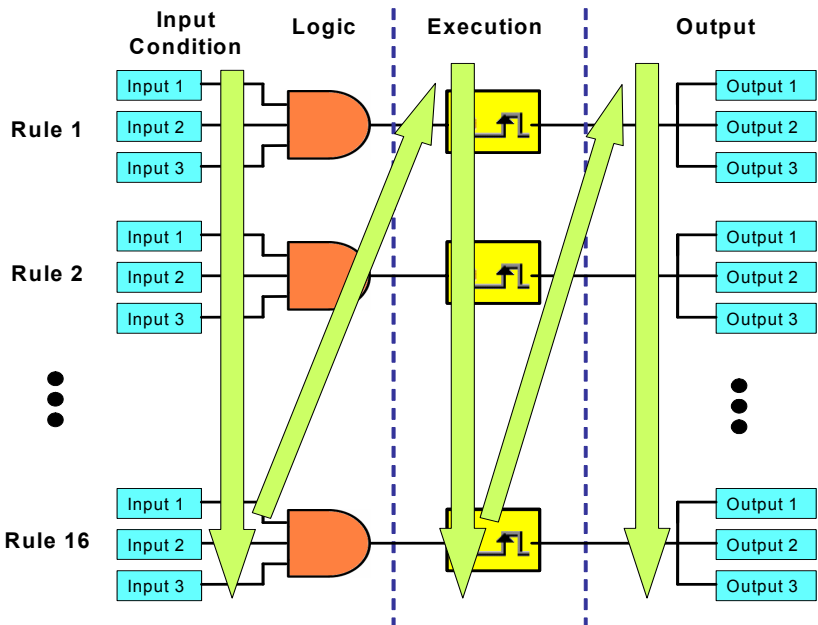 Input
Condition
Logic
Execution
Output
Rule 1
Input 1
Input 2
Input 3
Output 1
Output 2
Output 3
Rule 2
Input 1
Input 2
Input 3
Output 1
Output 2
Output 3
Rule 16
Input 1
Input 2
Input 3
Output 1
Output 2
Output 3